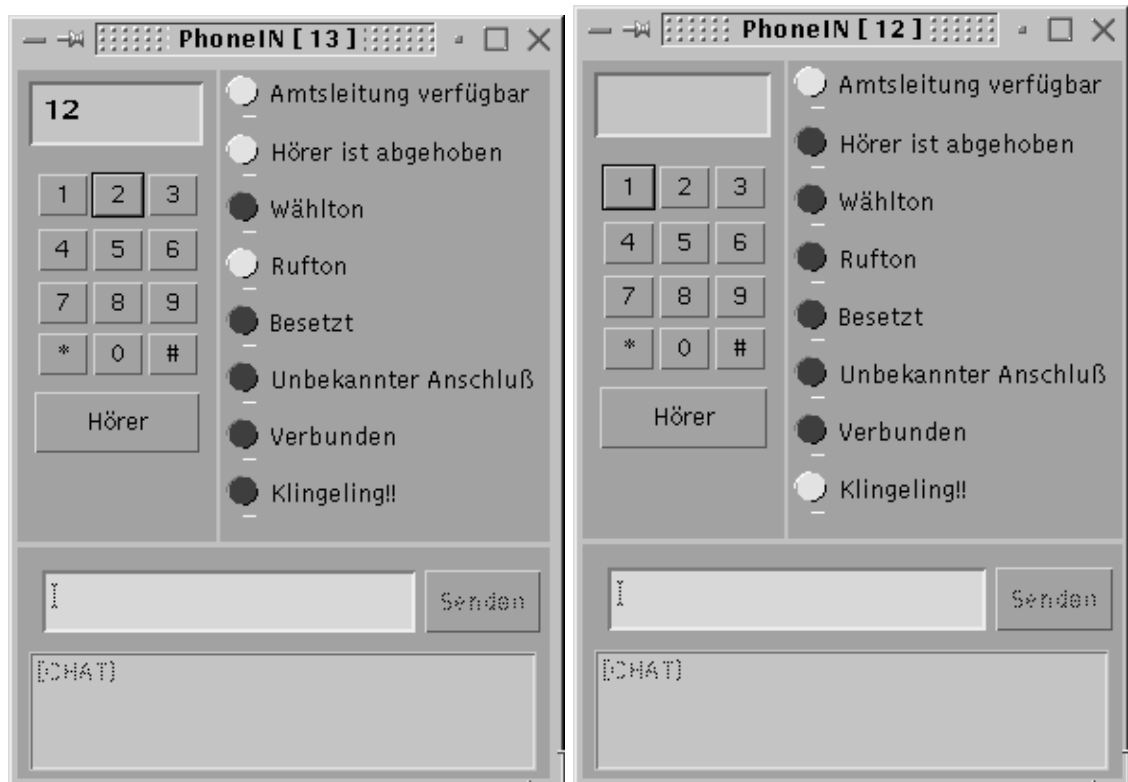 PhoneIN [ 13 ]
12
1 2 3
4 5 6
7 8 9
* 0 #
Hörer
Amtsleitung verfügbar
Hörer ist abgehoben
Wählton
Rufton
Besetzt
Unbekannter Anschluß
Verbunden
Klingeling!!
Senden
[CHAT]
PhoneIN [ 12 ]
1 2 3
4 5 6
7 8 9
* 0 #
Hörer
Amtsleitung verfügbar
Hörer ist abgehoben
Wählton
Rufton
Besetzt
Unbekannter Anschluß
Verbunden
Klingeling!!
Senden
[CHAT]